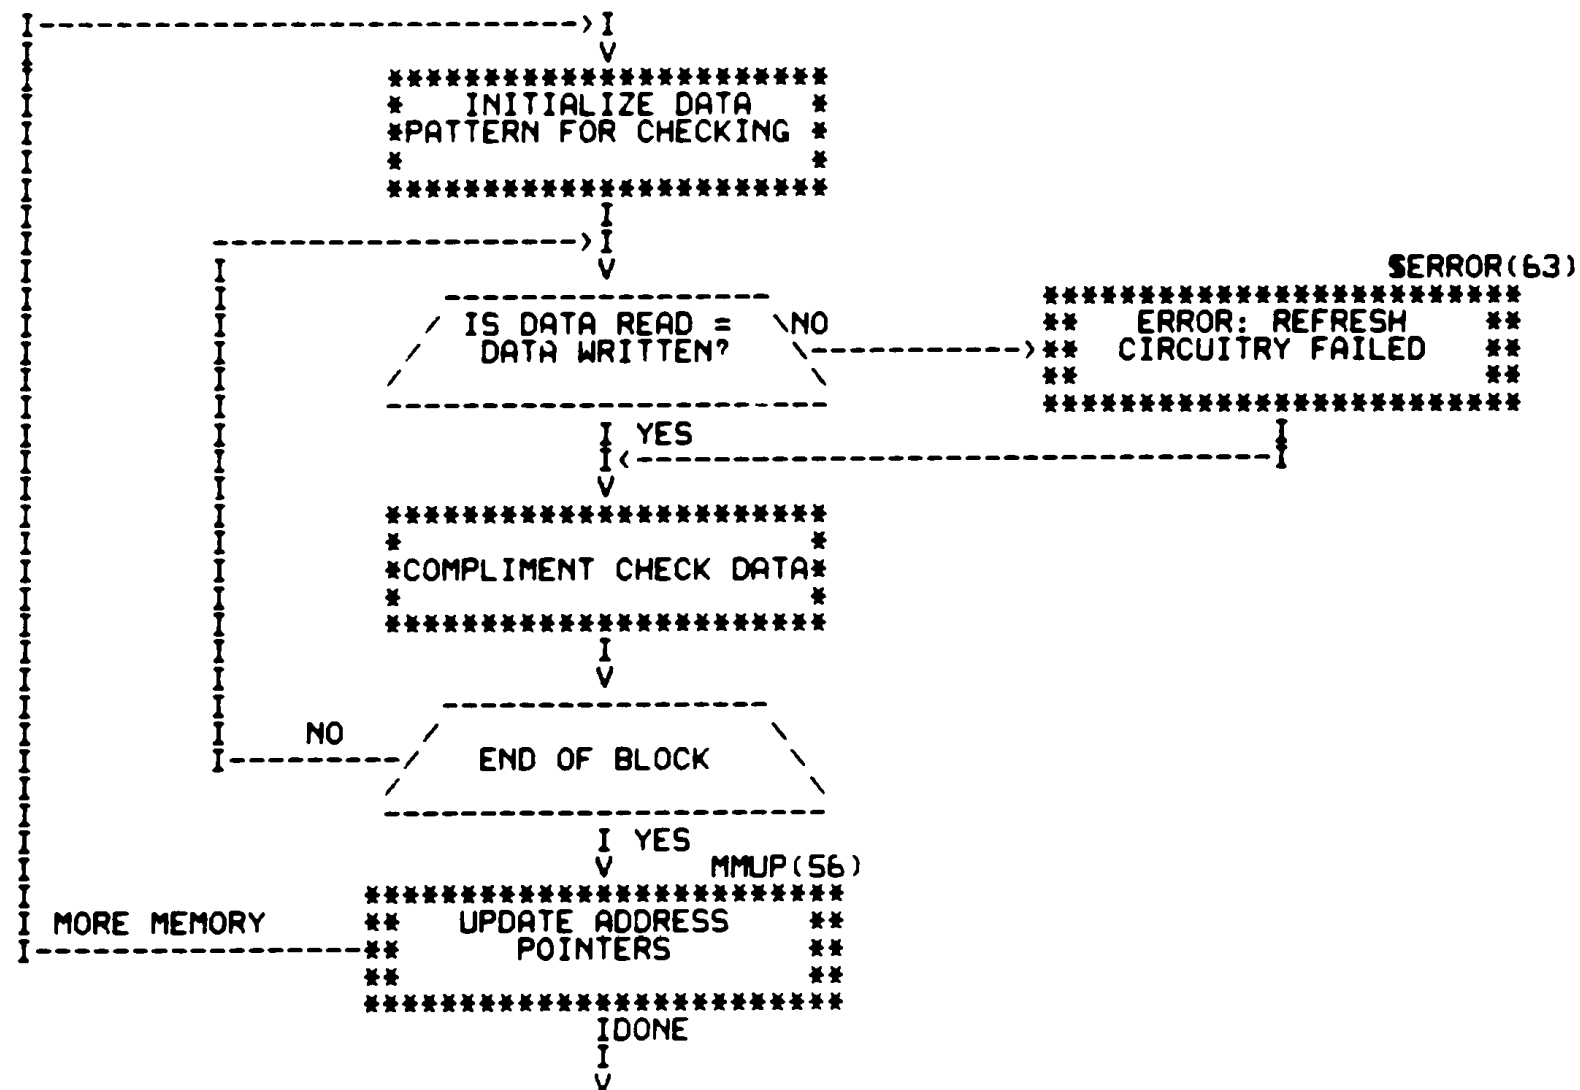 INITIALIZE DATA
PATTERN FOR CHECKING
$ERROR(63)
IS DATA READ =
DATA WRITTEN?
NO
ERROR: REFRESH
CIRCUITRY FAILED
YES
COMPLIMENT CHECK DATA
NO
END OF BLOCK
YES
MMUP(56)
MORE MEMORY
UPDATE ADDRESS
POINTERS
DONE